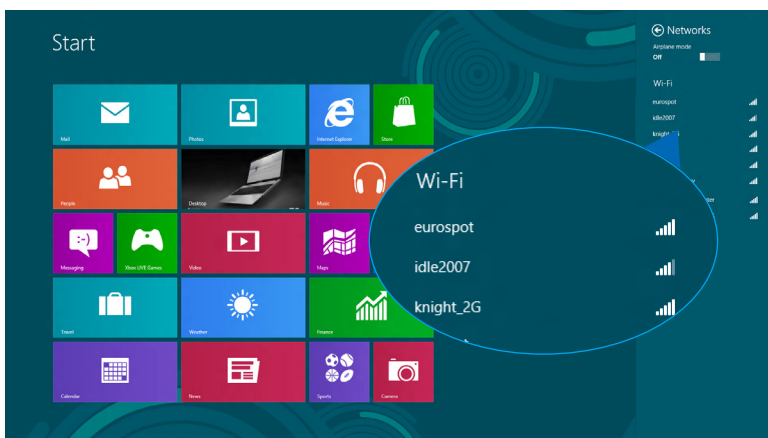 Start
Networks
Airplane mode
Off
Wi-Fi
eurospot
idle2007
Mail
Photos
Internet Explorer
Store
People
Desktop
Music
Messaging
Xbox LIVE Games
Video
Maps
Travel
Weather
Finance
Calendar
News
Sports
Camera
Wi-Fi
eurospot
idle2007
knight_2G